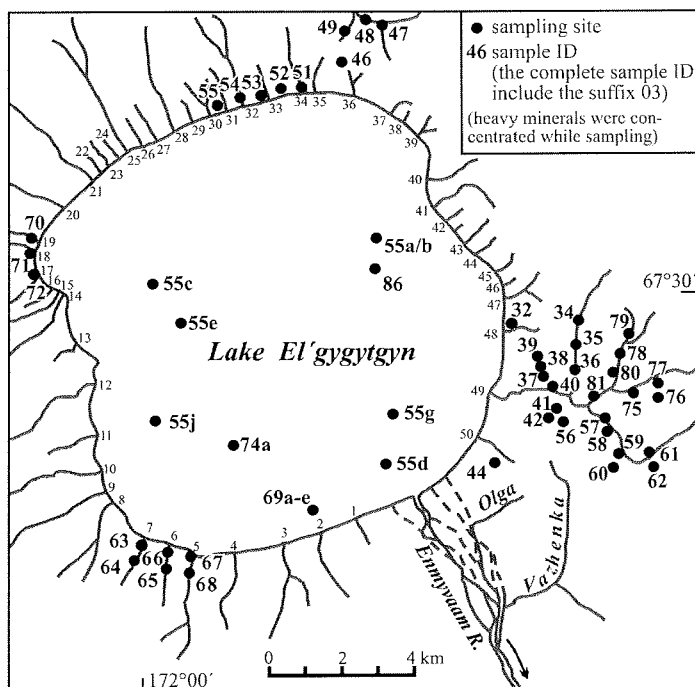 49 48 47
46
sampling site
46 sample ID
(the complete sample ID
include the suffix 03)
(heavy minerals were con-
centrated while sampling)
55 54 53 52 51
28 29 30 31 32 33 34 35 36
37 38 39
24
22
21 23 25 26 27
40
41
42
43
44
45
46
47
48
49
50
20
70
19
18
71 17
72 16 15
14
13
12
11
10
9
8
55a/b
86
55c
55e
Lake El´gygytgyn
67°30´
32
34
35
36
79
78
80
77
76
75
81
39
38
37
40
41
42
56
57
58
59
60
61
62
55j
74a
55g
55d
44
69a-e
7 6 5 4 3 2 1
63
64
66
65
67
68
Olga
Vazhenka
Enmyvaam R.
172°00´
0 2 4 km